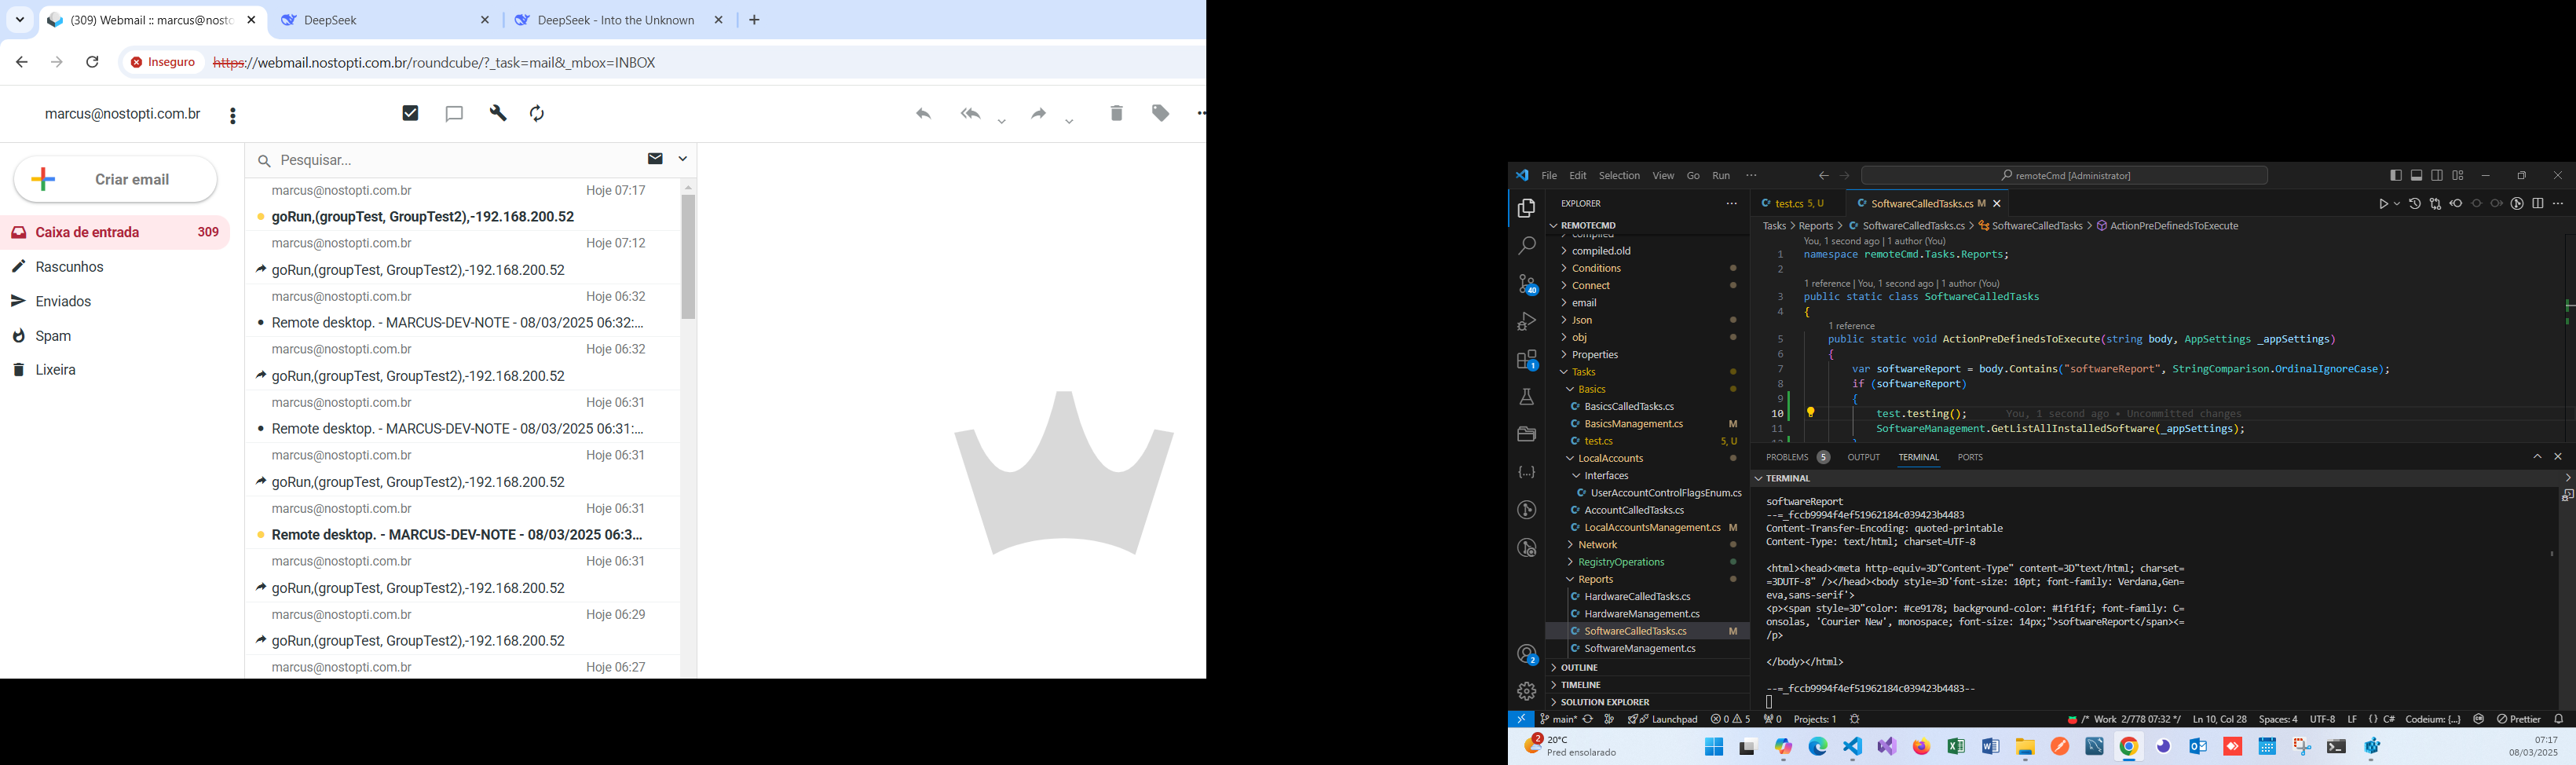 (309) Webmail :: marcus@nosto
DeepSeek
DeepSeek - Into the Unknown
Inseguro
https://webmail.nostopti.com.br/roundcube/?_task=mail&_mbox=INBOX
marcus@nostopti.com.br
Criar email
Caixa de entrada 309
Rascunhos
Enviados
Spam
Lixeira
Pesquisar...
marcus@nostopti.com.br Hoje 07:17
goRun,(groupTest, GroupTest2),-192.168.200.52
marcus@nostopti.com.br Hoje 07:12
goRun,(groupTest, GroupTest2),-192.168.200.52
marcus@nostopti.com.br Hoje 06:32
Remote desktop. - MARCUS-DEV-NOTE - 08/03/2025 06:32:...
marcus@nostopti.com.br Hoje 06:32
goRun,(groupTest, GroupTest2),-192.168.200.52
marcus@nostopti.com.br Hoje 06:31
Remote desktop. - MARCUS-DEV-NOTE - 08/03/2025 06:31:...
marcus@nostopti.com.br Hoje 06:31
goRun,(groupTest, GroupTest2),-192.168.200.52
marcus@nostopti.com.br Hoje 06:31
Remote desktop. - MARCUS-DEV-NOTE - 08/03/2025 06:3...
marcus@nostopti.com.br Hoje 06:31
goRun,(groupTest, GroupTest2),-192.168.200.52
marcus@nostopti.com.br Hoje 06:29
goRun,(groupTest, GroupTest2),-192.168.200.52
marcus@nostopti.com.br Hoje 06:27
File Edit Selection View Go Run ···
remoteCmd [Administrator]
EXPLORER
REMOTECMD
compiled
compiled.old
Conditions
Connect
email
Json
obj
Properties
Tasks
Basics
BasicsCalledTasks.cs
BasicsManagement.cs M
test.cs 5, U
LocalAccounts
Interfaces
UserAccountControlFlagsEnum.cs
AccountCalledTasks.cs
LocalAccountsManagement.cs M
Network
RegistryOperations
Reports
HardwareCalledTasks.cs
HardwareManagement.cs
SoftwareCalledTasks.cs M
SoftwareManagement.cs
OUTLINE
TIMELINE
SOLUTION EXPLORER
40
1
2
test.cs 5, U
SoftwareCalledTasks.cs M
Tasks > Reports > SoftwareCalledTasks.cs > SoftwareCalledTasks > ActionPreDefinedsToExecute
You, 1 second ago | 1 author (You)
1 namespace remoteCmd.Tasks.Reports;
2
1 reference | You, 1 second ago | 1 author (You)
3 public static class SoftwareCalledTasks
4 {
1 reference
5 public static void ActionPreDefinedsToExecute(string body, AppSettings _appSettings)
6 {
7 var softwareReport = body.Contains("softwareReport", StringComparison.OrdinalIgnoreCase);
8 if (softwareReport)
9 {
10 test.testing(); You, 1 second ago • Uncommitted changes
11 SoftwareManagement.GetListAllInstalledSoftware(_appSettings);
PROBLEMS 5 OUTPUT TERMINAL PORTS
TERMINAL
softwareReport
--=_fccb9994f4ef51962184c039423b4483
Content-Transfer-Encoding: quoted-printable
Content-Type: text/html; charset=UTF-8
<html><head><meta http-equiv=3D"Content-Type" content=3D"text/html; charset=
=3DUTF-8" /></head><body style=3D'font-size: 10pt; font-family: Verdana,Gen=
eva,sans-serif'>
<p><span style=3D"color: #ce9178; background-color: #1f1f1f; font-family: C=
onsolas, 'Courier New', monospace; font-size: 14px;">softwareReport</span><=
/p>
</body></html>
--=_fccb9994f4ef51962184c039423b4483--
main* Launchpad 0 5 0 Projects: 1
/* Work 2/778 07:32 */ Ln 10, Col 28 Spaces: 4 UTF-8 LF {} C# Codeium: {...} Prettier
2
20°C
Pred ensolarado
07:17
08/03/2025